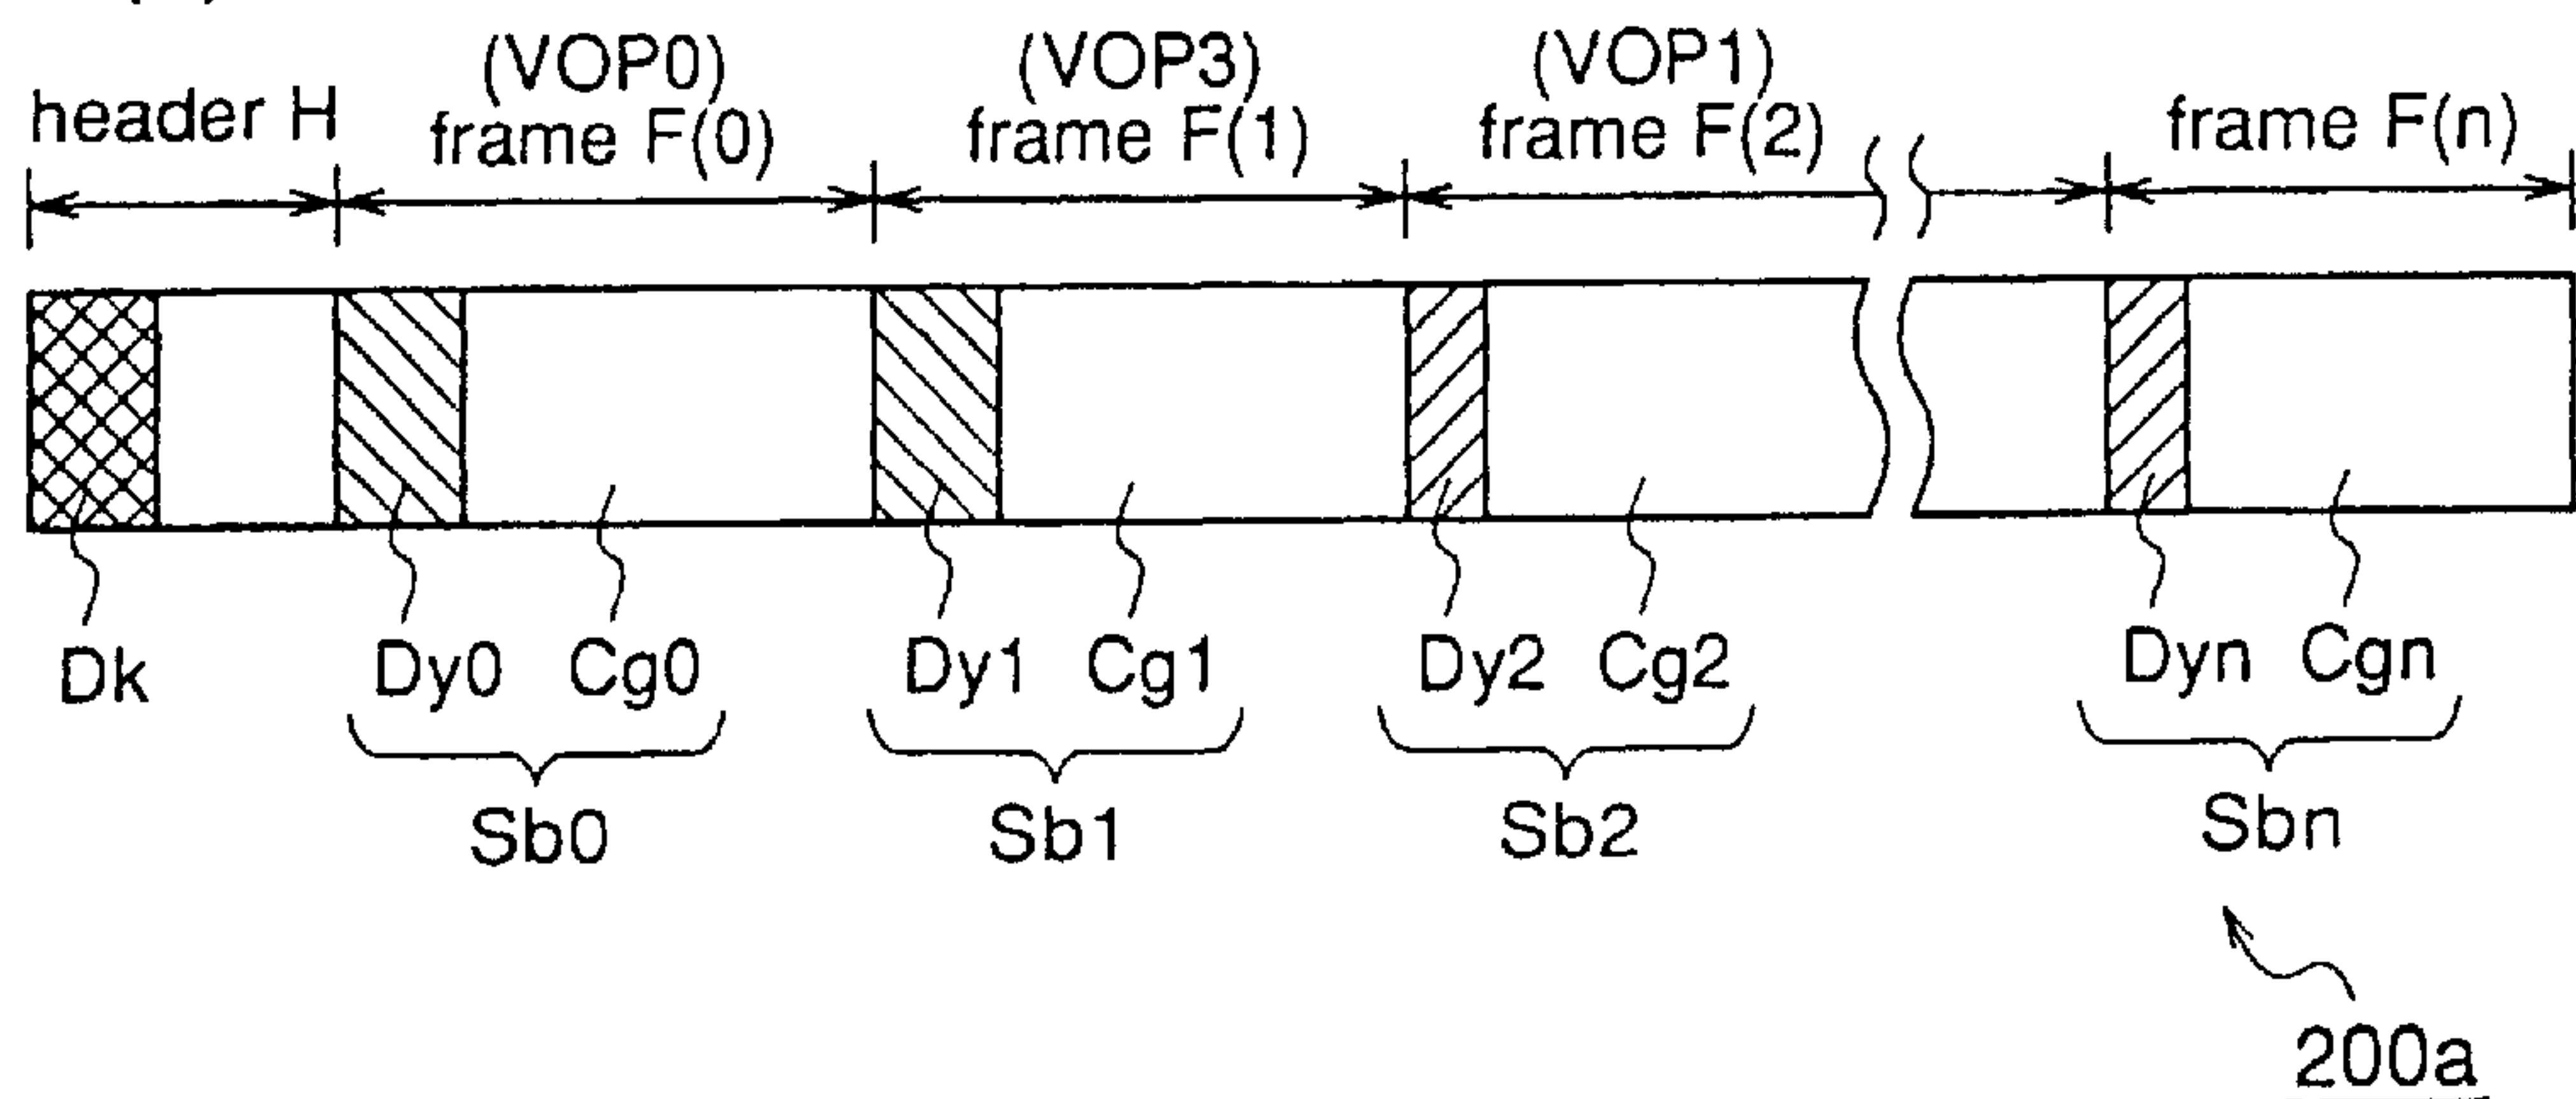 (VOP0) (VOP3) (VOP1)
header H frame F(0) frame F(1) frame F(2) frame F(n)
Dk Dy0 Cg0 Dy1 Cg1 Dy2 Cg2 Dyn Cgn
Sb0 Sb1 Sb2 Sbn
200a